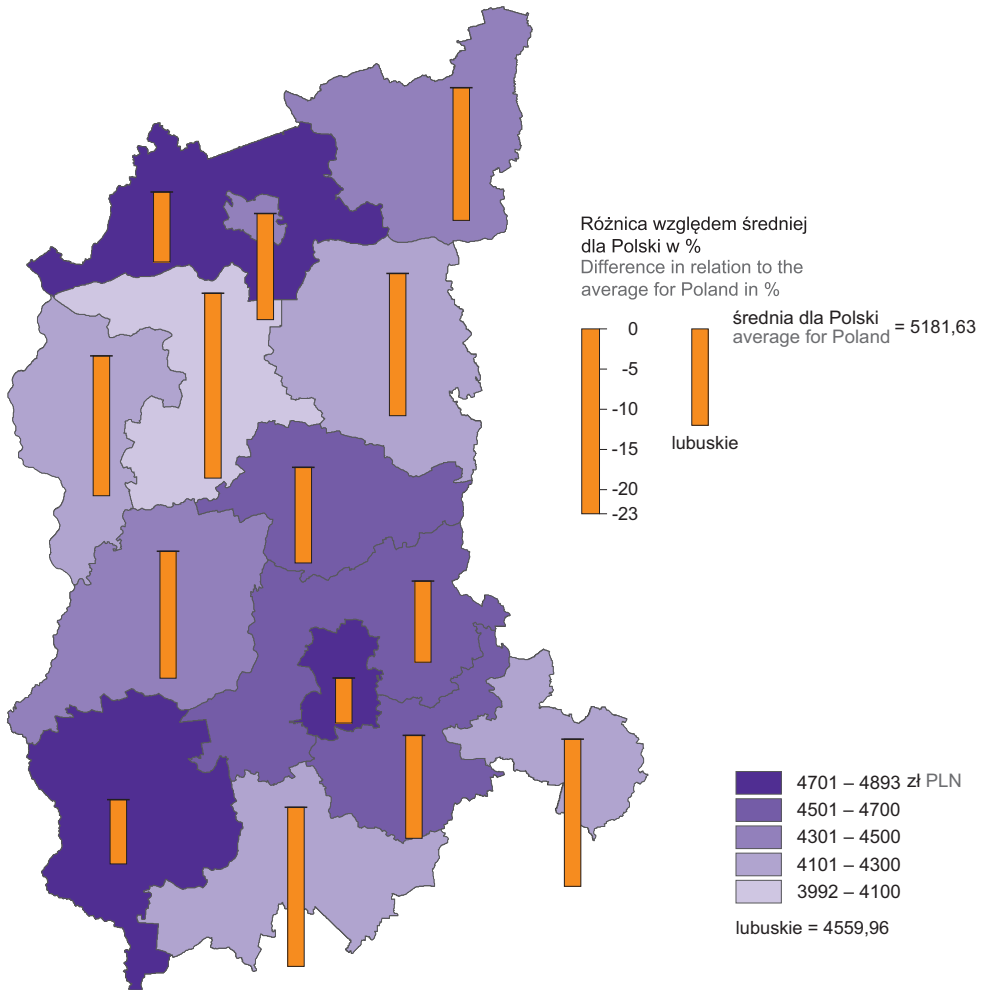 Różnica względem średniej
dla Polski w %
Difference in relation to the
average for Poland in %
średnia dla Polski
average for Poland = 5181,63
0
-5
-10
-15
-20
-23
lubuskie
4701 – 4893 zł PLN
4501 – 4700
4301 – 4500
4101 – 4300
3992 – 4100
lubuskie = 4559,96